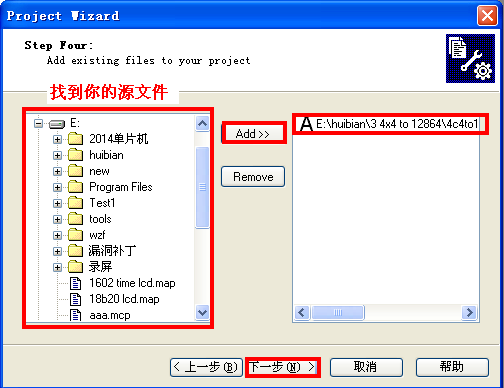 Project Wizard
Step Four:
Add existing files to your project
找到你的源文件
E:
2014单片机
huibian
new
Program Files
Test1
tools
wzf
漏洞补丁
录屏
1602 time lcd.map
18b20 lcd.map
aaa.mcp
Add >>
Remove
A E:\huibian\3 4x4 to 12864\4c4to1
< 上一步(B)
下一步(N) >
取消
帮助